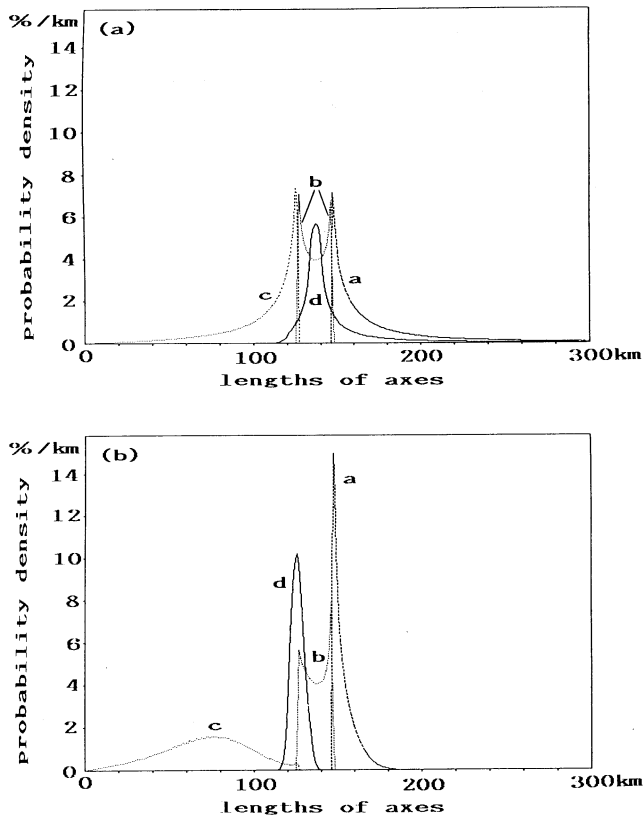 %/km
(a)
14
12
10
8
6
4
2
0
probability density
b
c
d
a
0
100
200
300km
lengths of axes
%/km
(b)
14
12
10
8
6
4
2
0
probability density
a
d
b
c
0
100
200
300km
lengths of axes